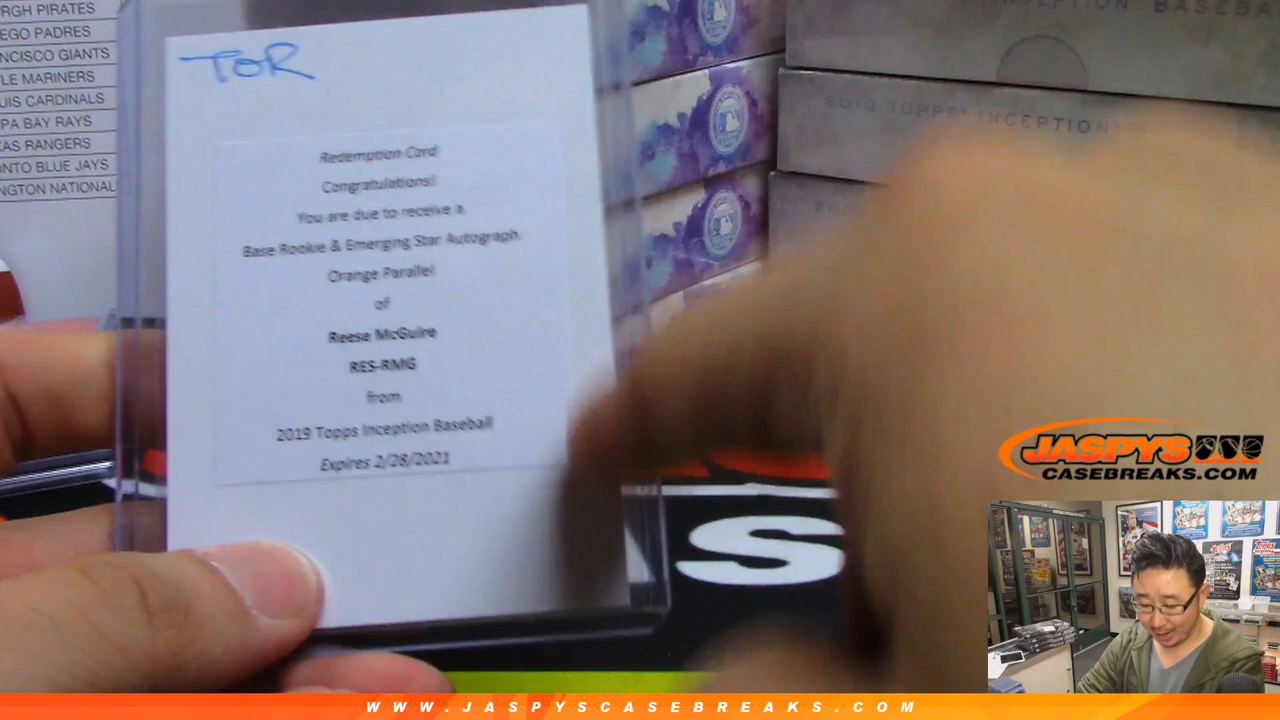 RGH PIRATES
EGO PADRES
NCISCO GIANTS
LE MARINERS
UIS CARDINALS
PA BAY RAYS
AS RANGERS
ONTO BLUE JAYS
NGTON NATIONAL
TOR
Redemption Card
Congratulations!
You are due to receive a
Base Rookie & Emerging Star Autograph
Orange Parallel
of
Reese McGuire
RES-RMG
from
2019 Topps Inception Baseball
Expires 2/28/2021
INCEPTION BASEBA
2019 TOPPS INCEPTION
S
JASPYS
CASEBREAKS.COM
WWW.JASPYSCASEBREAKS.COM